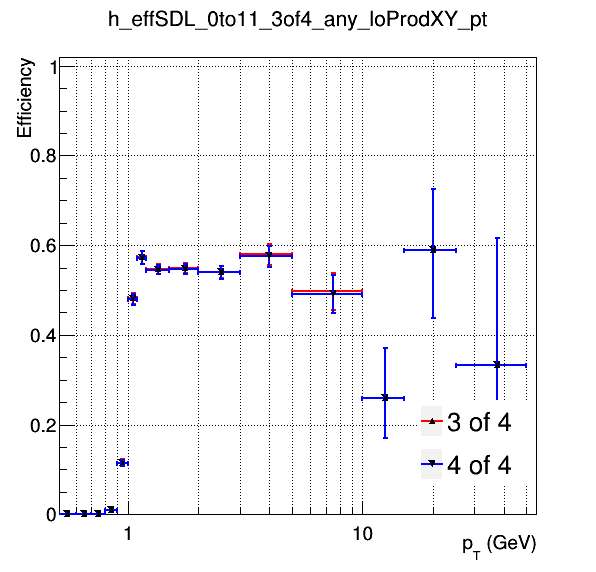 h_effSDL_0to11_3of4_any_loProdXY_pt
Efficiency
1
0.8
0.6
0.4
0.2
0
3 of 4
4 of 4
1
10
p_T (GeV)